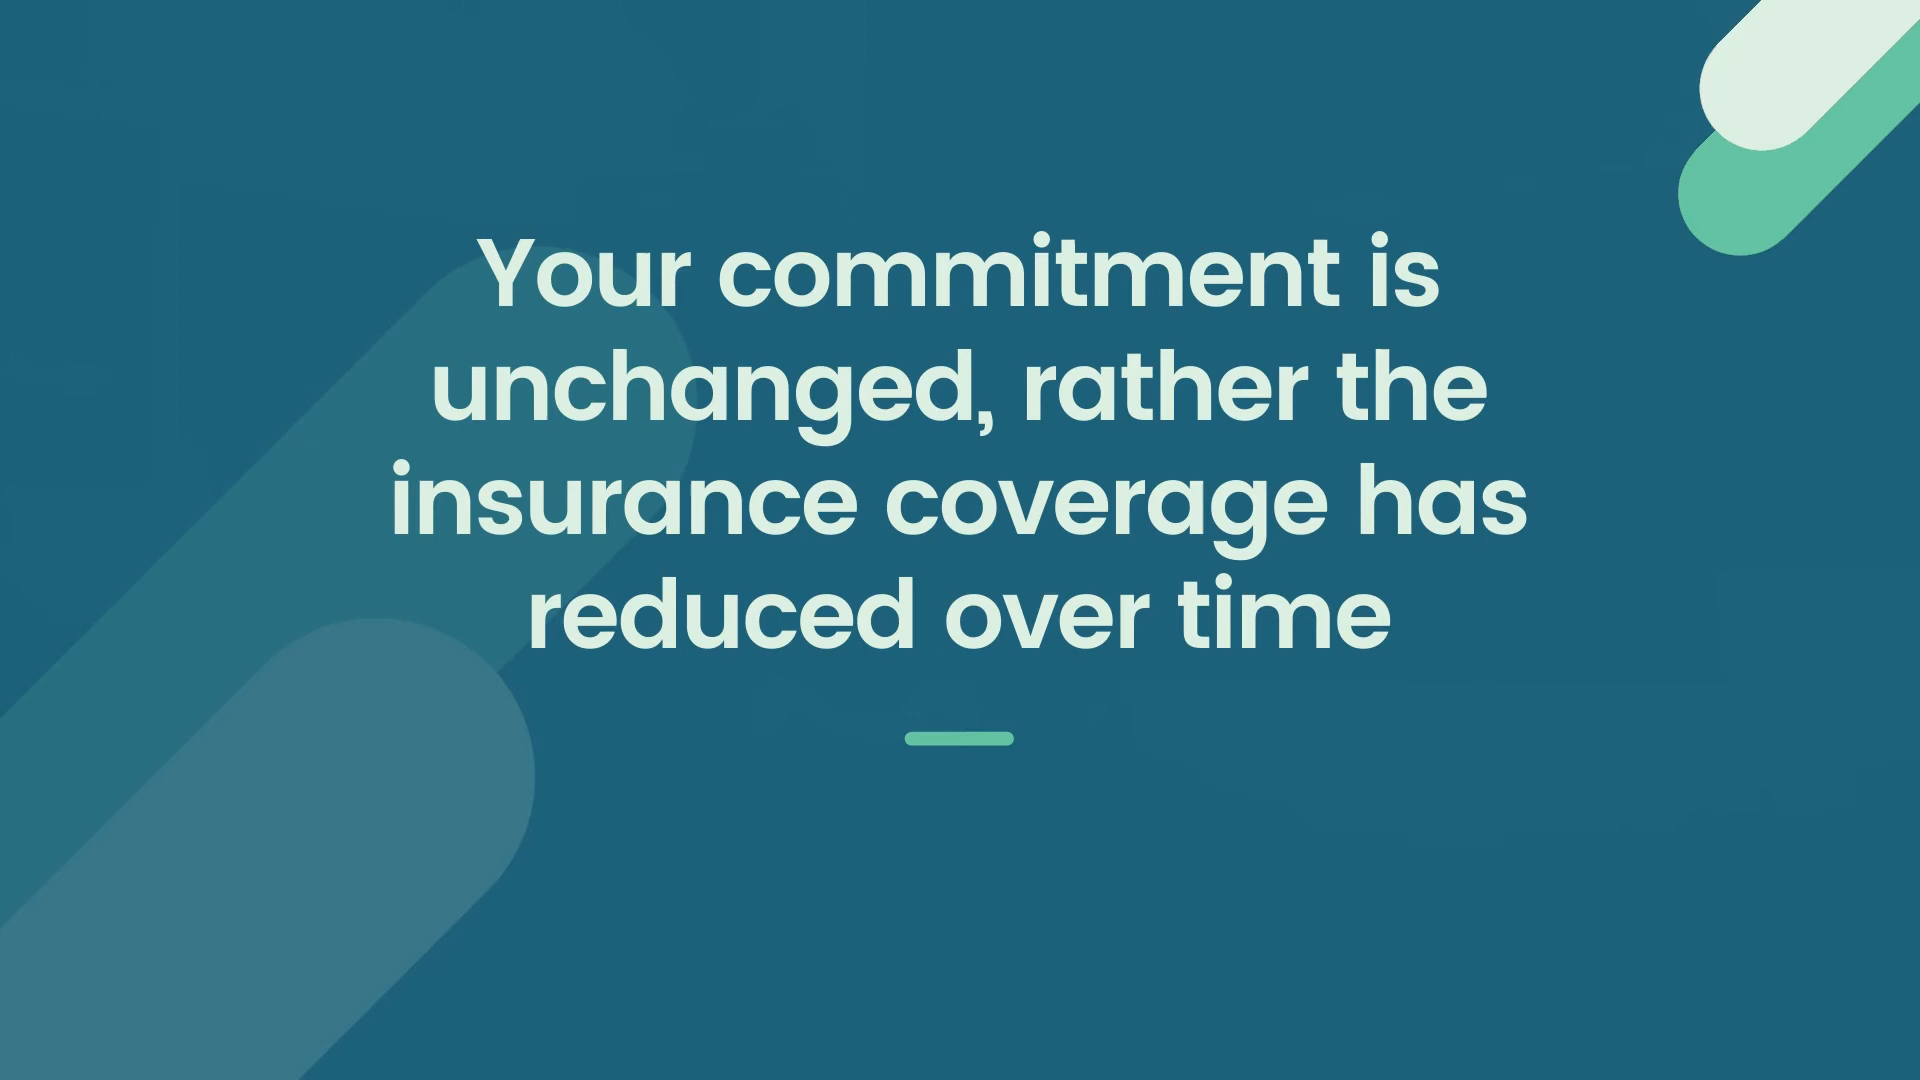 Your commitment is
unchanged, rather the
insurance coverage has
reduced over time